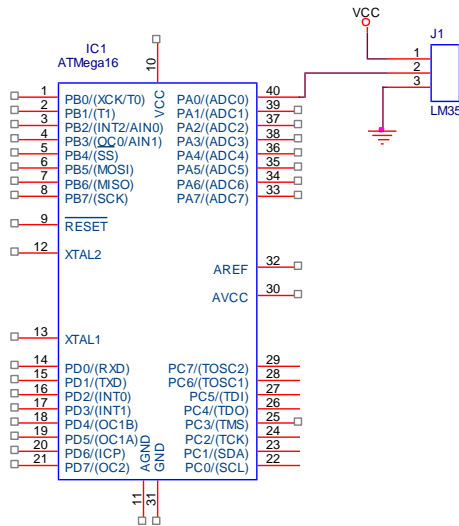 VCC
J1
IC1
ATMega16
1
2
3
LM35
10
VCC
1 PB0/(XCK/T0) PA0/(ADC0) 40
2 PB1/(T1) PA1/(ADC1) 39
3 PB2/(INT2/AIN0) PA2/(ADC2) 37
4 PB3/(OC0/AIN1) PA3/(ADC3) 38
5 PB4/(SS) PA4/(ADC4) 36
6 PB5/(MOSI) PA5/(ADC5) 35
7 PB6/(MISO) PA6/(ADC6) 34
8 PB7/(SCK) PA7/(ADC7) 33
9 RESET
12 XTAL2
AREF 32
AVCC 30
13 XTAL1
14 PD0/(RXD) PC7/(TOSC2) 29
15 PD1/(TXD) PC6/(TOSC1) 28
16 PD2/(INT0) PC5/(TDI) 27
17 PD3/(INT1) PC4/(TDO) 26
18 PD4/(OC1B) PC3/(TMS) 25
19 PD5/(OC1A) PC2/(TCK) 24
20 PD6/(ICP) PC1/(SDA) 23
21 PD7/(OC2) PC0/(SCL) 22
AGND
GND
11
31